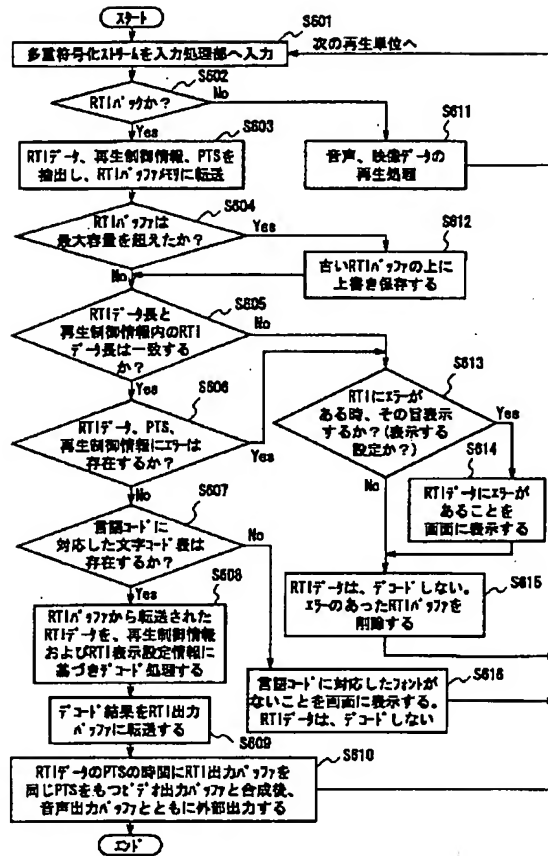 スタート
S601
多重符号化ストリームを入力処理部へ入力
次の再生単位へ
S602
RTIパックか?
No
Yes
S603
RTIデータ、再生制御情報、PTSを
抽出し、RTIバッファメモリに転送
S611
音声、映像データの
再生処理
S604
RTIバッファは
最大容量を超えたか?
Yes
No
S612
古いRTIバッファの上に
上書き保存する
S605
RTIデータ長と
再生制御情報内のRTI
データ長は一致する
か?
No
Yes
S606
RTIデータ、PTS、
再生制御情報にエラーは
存在するか?
Yes
No
S613
RTIにエラーが
ある時、その旨表示
するか?(表示する
設定か?)
Yes
No
S614
RTIデータにエラーが
あることを
画面に表示する
S607
言語コードに
対応した文字コード表は
存在するか?
No
Yes
S615
RTIデータは、デコードしない。
エラーのあったRTIバッファを
削除する
S608
RTIバッファから転送された
RTIデータを、再生制御情報
およびRTI表示設定情報に
基づきデコード処理する
S616
言語コードに対応したフォントが
ないことを画面に表示する。
RTIデータは、デコードしない
デコード結果をRTI出力
バッファに転送する
S609
S610
RTIデータのPTSの時間にRTI出力バッファを
同じPTSをもつビデオ出力バッファと合成後、
音声出力バッファとともに外部出力する
エンド